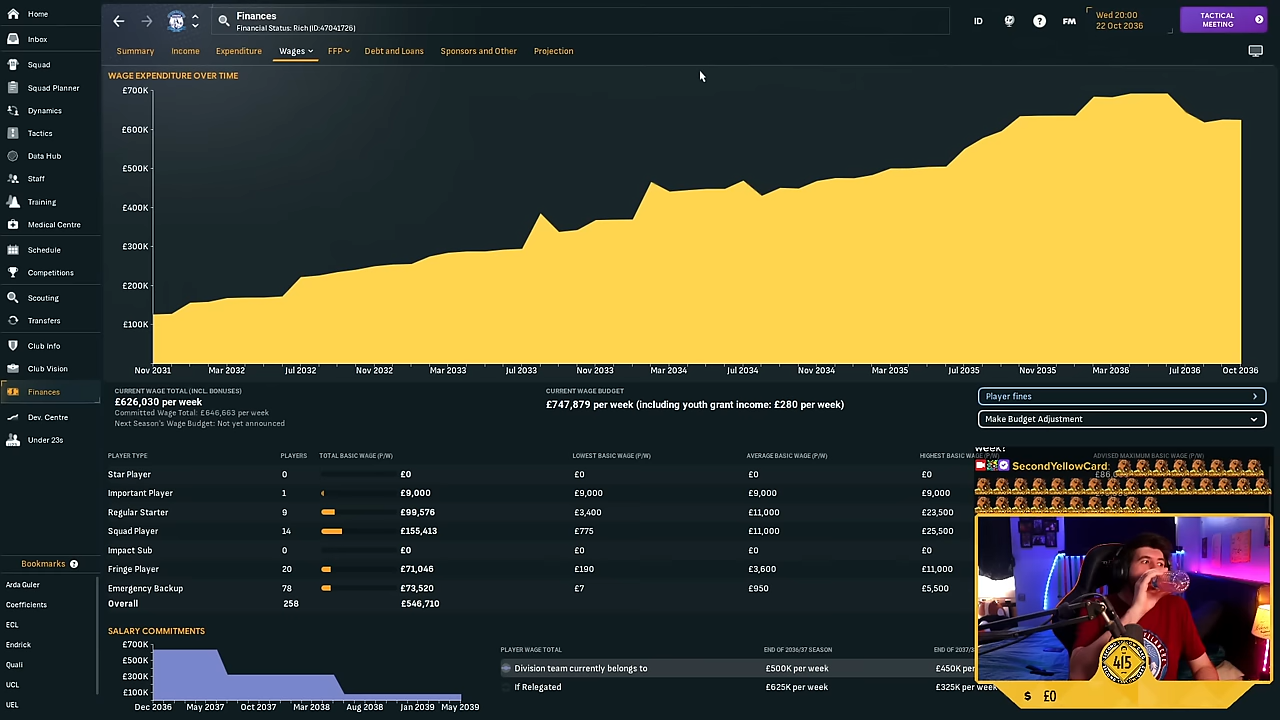 Home
Inbox
Squad
Squad Planner
Dynamics
Tactics
Data Hub
Staff
Training
Medical Centre
Schedule
Competitions
Scouting
Transfers
Club Info
Club Vision
Finances
Dev. Centre
Under 23s
Bookmarks ?
Arda Guler
Coefficients
ECL
Endrick
Quali
UCL
UEL
Finances
Financial Status: Rich (ID:47041726)
ID ? FM
Wed 20:00
22 Oct 2036
TACTICAL
MEETING
Summary Income Expenditure Wages FFP Debt and Loans Sponsors and Other Projection
WAGE EXPENDITURE OVER TIME
£700K
£600K
£500K
£400K
£300K
£200K
£100K
Nov 2031 Mar 2032 Jul 2032 Nov 2032 Mar 2033 Jul 2033 Nov 2033 Mar 2034 Jul 2034 Nov 2034 Mar 2035 Jul 2035 Nov 2035 Mar 2036 Jul 2036 Oct 2036
CURRENT WAGE TOTAL (INCL. BONUSES)
£626,030 per week
Committed Wage Total: £646,663 per week
Next Season's Wage Budget: Not yet announced
CURRENT WAGE BUDGET
£747,879 per week (including youth grant income: £280 per week)
Player fines
Make Budget Adjustment
PLAYER TYPE PLAYERS TOTAL BASIC WAGE (P/W) LOWEST BASIC WAGE (P/W) AVERAGE BASIC WAGE (P/W) HIGHEST BASIC WAGE (P/W) ADVISED MAXIMUM BASIC WAGE (P/W)
Star Player 0 £0 £0 £0 £0
Important Player 1 £9,000 £9,000 £9,000 £9,000
Regular Starter 9 £99,576 £3,400 £11,000 £23,500
Squad Player 14 £155,413 £775 £11,000 £25,500
Impact Sub 0 £0 £0 £0 £0
Fringe Player 20 £71,046 £190 £3,600 £11,000
Emergency Backup 78 £73,520 £7 £950 £5,500
Overall 258 £546,710
week?
SecondYellowCard:
SALARY COMMITMENTS
£700K
£500K
£300K
£100K
Dec 2036 May 2037 Oct 2037 Mar 2038 Aug 2038 Jan 2039 May 2039
PLAYER WAGE TOTAL END OF 2036/37 SEASON END OF 2037/3
Division team currently belongs to £500K per week £450K per
If Relegated £625K per week £325K per
415
$ £0